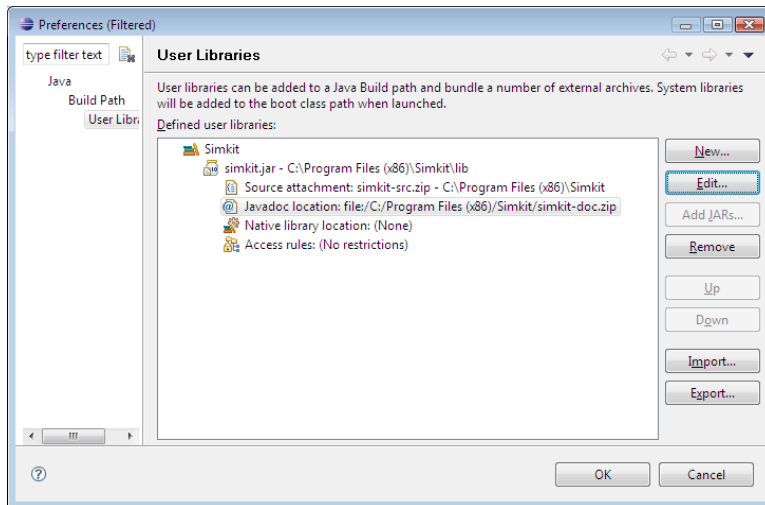 Preferences (Filtered)
type filter text
User Libraries
Java
Build Path
User Libra
User libraries can be added to a Java Build path and bundle a number of external archives. System libraries
will be added to the boot class path when launched.
Defined user libraries:
Simkit
simkit.jar - C:\Program Files (x86)\Simkit\lib
Source attachment: simkit-src.zip - C:\Program Files (x86)\Simkit
Javadoc location: file:/C:/Program Files (x86)/Simkit/simkit-doc.zip
Native library location: (None)
Access rules: (No restrictions)
New...
Edit...
Add JARs...
Remove
Up
Down
Import...
Export...
OK
Cancel